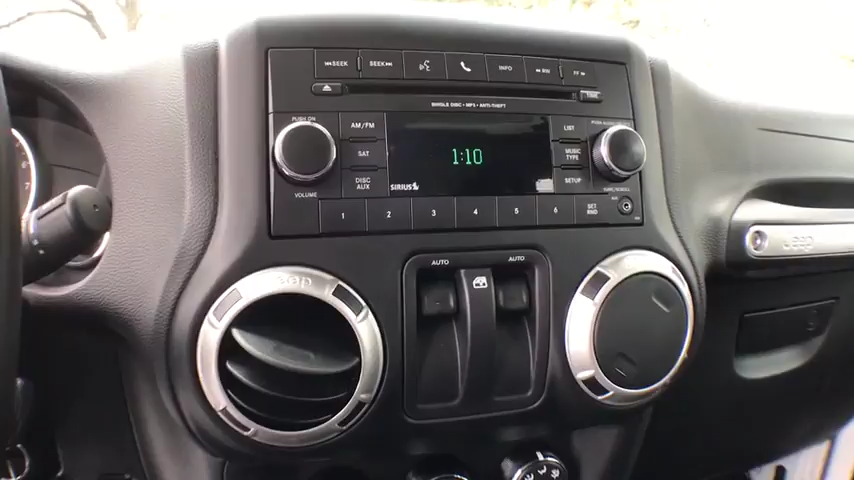 ⏮SEEK SEEK⏭ INFO ◄◄ RW FF ►►
SINGLE DISC • MP3 • ANTI-THEFT
TIME
PUSH ON
AM/FM
SAT
DISC
AUX
VOLUME
1:10
SIRIUS
LIST
MUSIC
TYPE
SETUP
SET
RND
1 2 3 4 5 6
AUTO AUTO
Jeep
Jeep